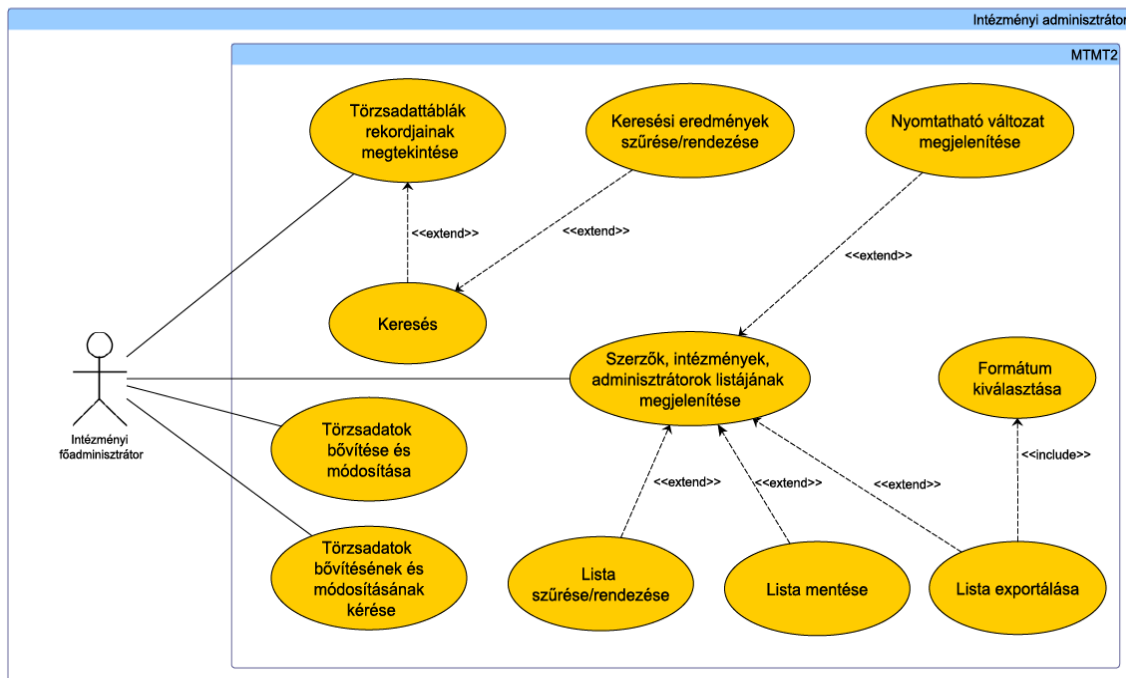 Intézményi adminisztrátor
MTMT2
Törzsadattáblák
rekordjainak
megtekintése
Keresési eredmények
szűrése/rendezése
Nyomtatható változat
megjelenítése
<<extend>>
<<extend>>
<<extend>>
Keresés
Szerzők, intézmények,
adminisztrátorok listájának
megjelenítése
Formátum
kiválasztása
Intézményi
főadminisztrátor
Törzsadatok
bővítése és
módosítása
<<extend>>
<<extend>>
<<extend>>
<<include>>
Törzsadatok
bővítésének és
módosításának
kérése
Lista
szűrése/rendezése
Lista mentése
Lista exportálása